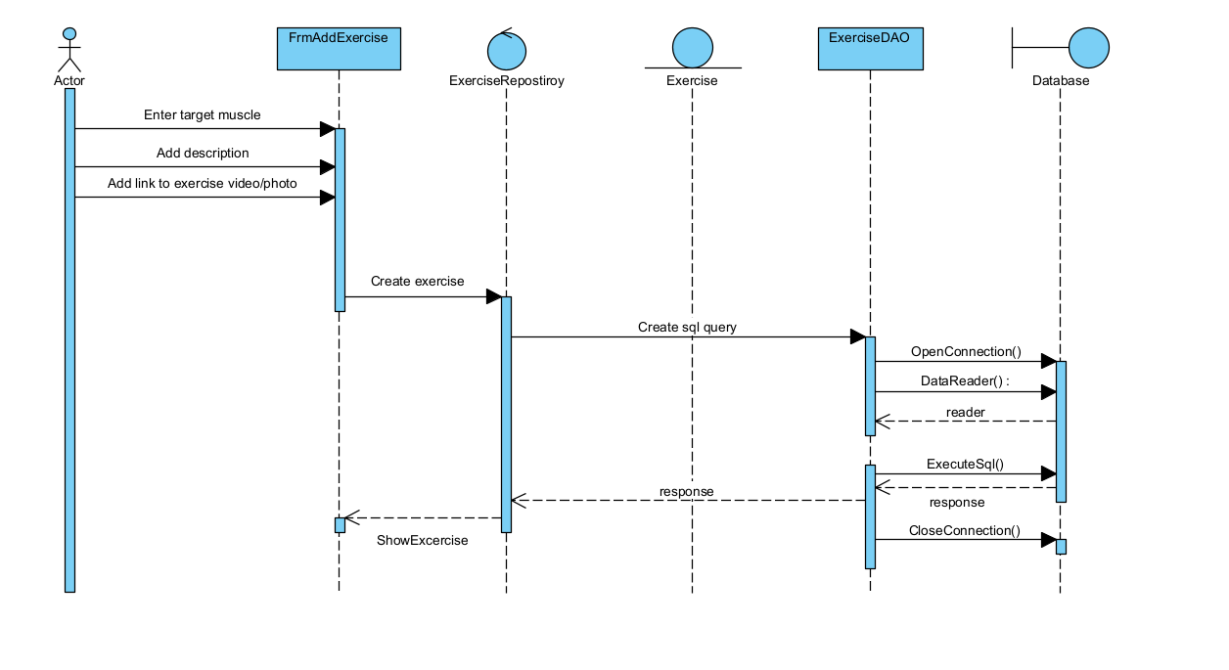 FrmAddExercise
ExerciseDAO
Actor
ExerciseRepostiroy
Exercise
Database
Enter target muscle
Add description
Add link to exercise video/photo
Create exercise
Create sql query
OpenConnection()
DataReader() :
reader
ExecuteSql()
response
response
CloseConnection()
ShowExcercise